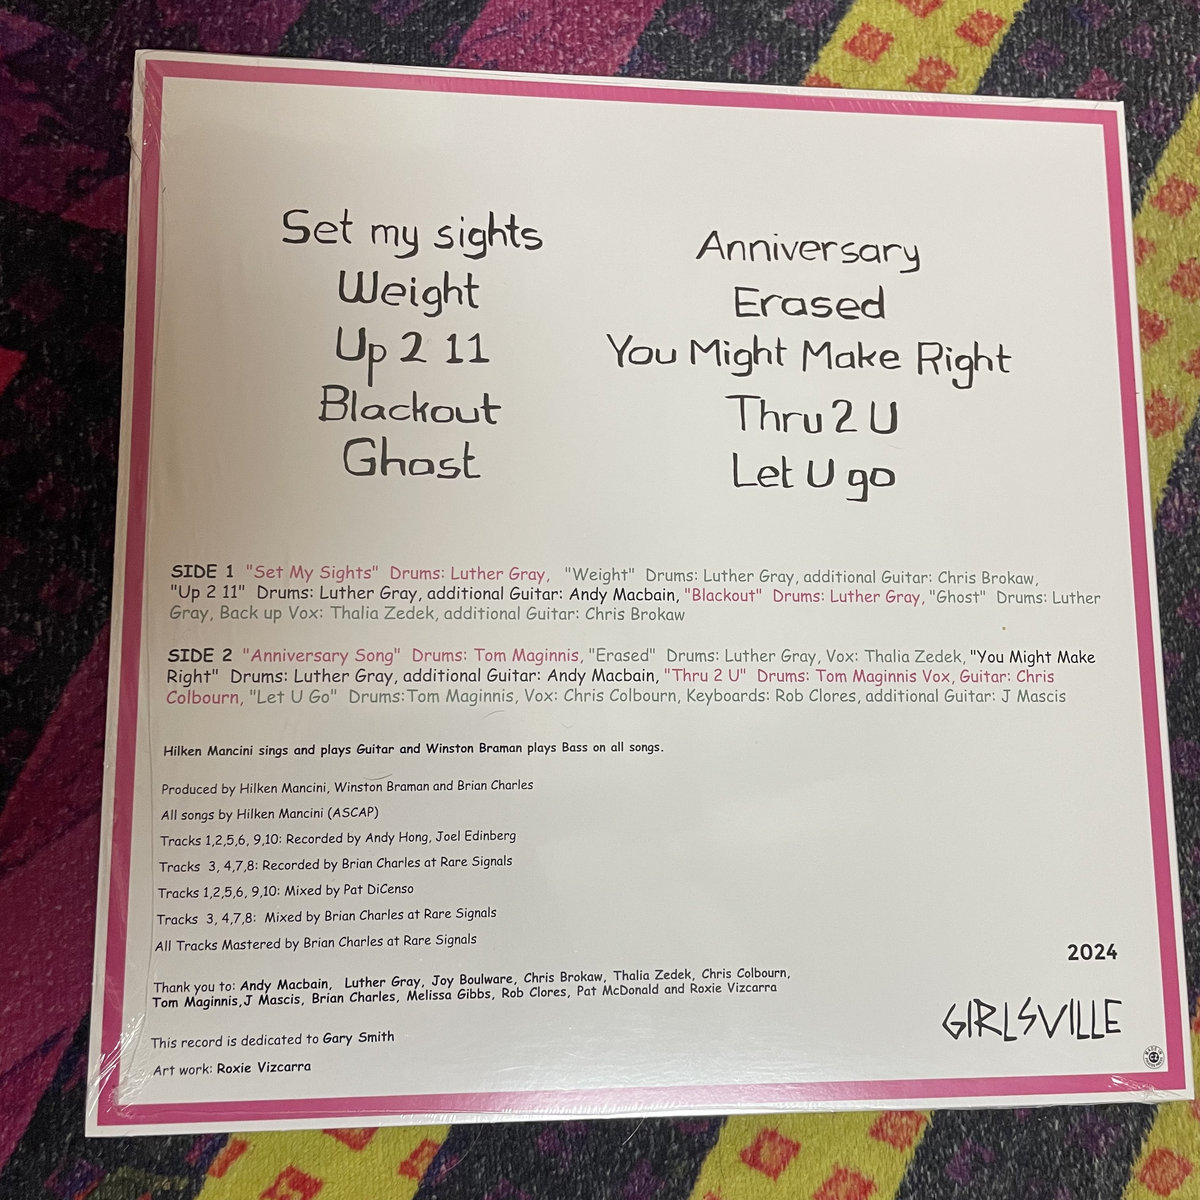 Set my sights
Weight
Up 2 11
Blackout
Ghost
Anniversary
Erased
You Might Make Right
Thru 2 U
Let U go
SIDE 1 "Set My Sights" Drums: Luther Gray, "Weight" Drums: Luther Gray, additional Guitar: Chris Brokaw,
"Up 2 11" Drums: Luther Gray, additional Guitar: Andy Macbain, "Blackout" Drums: Luther Gray, "Ghost" Drums: Luther
Gray, Back up Vox: Thalia Zedek, additional Guitar: Chris Brokaw
SIDE 2 "Anniversary Song" Drums: Tom Maginnis, "Erased" Drums: Luther Gray, Vox: Thalia Zedek, "You Might Make
Right" Drums: Luther Gray, additional Guitar: Andy Macbain, "Thru 2 U" Drums: Tom Maginnis Vox, Guitar: Chris
Colbourn, "Let U Go" Drums:Tom Maginnis, Vox: Chris Colbourn, Keyboards: Rob Clores, additional Guitar: J Mascis
Hilken Mancini sings and plays Guitar and Winston Braman plays Bass on all songs.
Produced by Hilken Mancini, Winston Braman and Brian Charles
All songs by Hilken Mancini (ASCAP)
Tracks 1,2,5,6, 9,10: Recorded by Andy Hong, Joel Edinberg
Tracks 3, 4,7,8: Recorded by Brian Charles at Rare Signals
Tracks 1,2,5,6, 9,10: Mixed by Pat DiCenso
Tracks 3, 4,7,8: Mixed by Brian Charles at Rare Signals
All Tracks Mastered by Brian Charles at Rare Signals
Thank you to: Andy Macbain, Luther Gray, Joy Boulware, Chris Brokaw, Thalia Zedek, Chris Colbourn,
Tom Maginnis,J Mascis, Brian Charles, Melissa Gibbs, Rob Clores, Pat McDonald and Roxie Vizcarra
This record is dedicated to Gary Smith
Art work: Roxie Vizcarra
2024
GIRLSVILLE